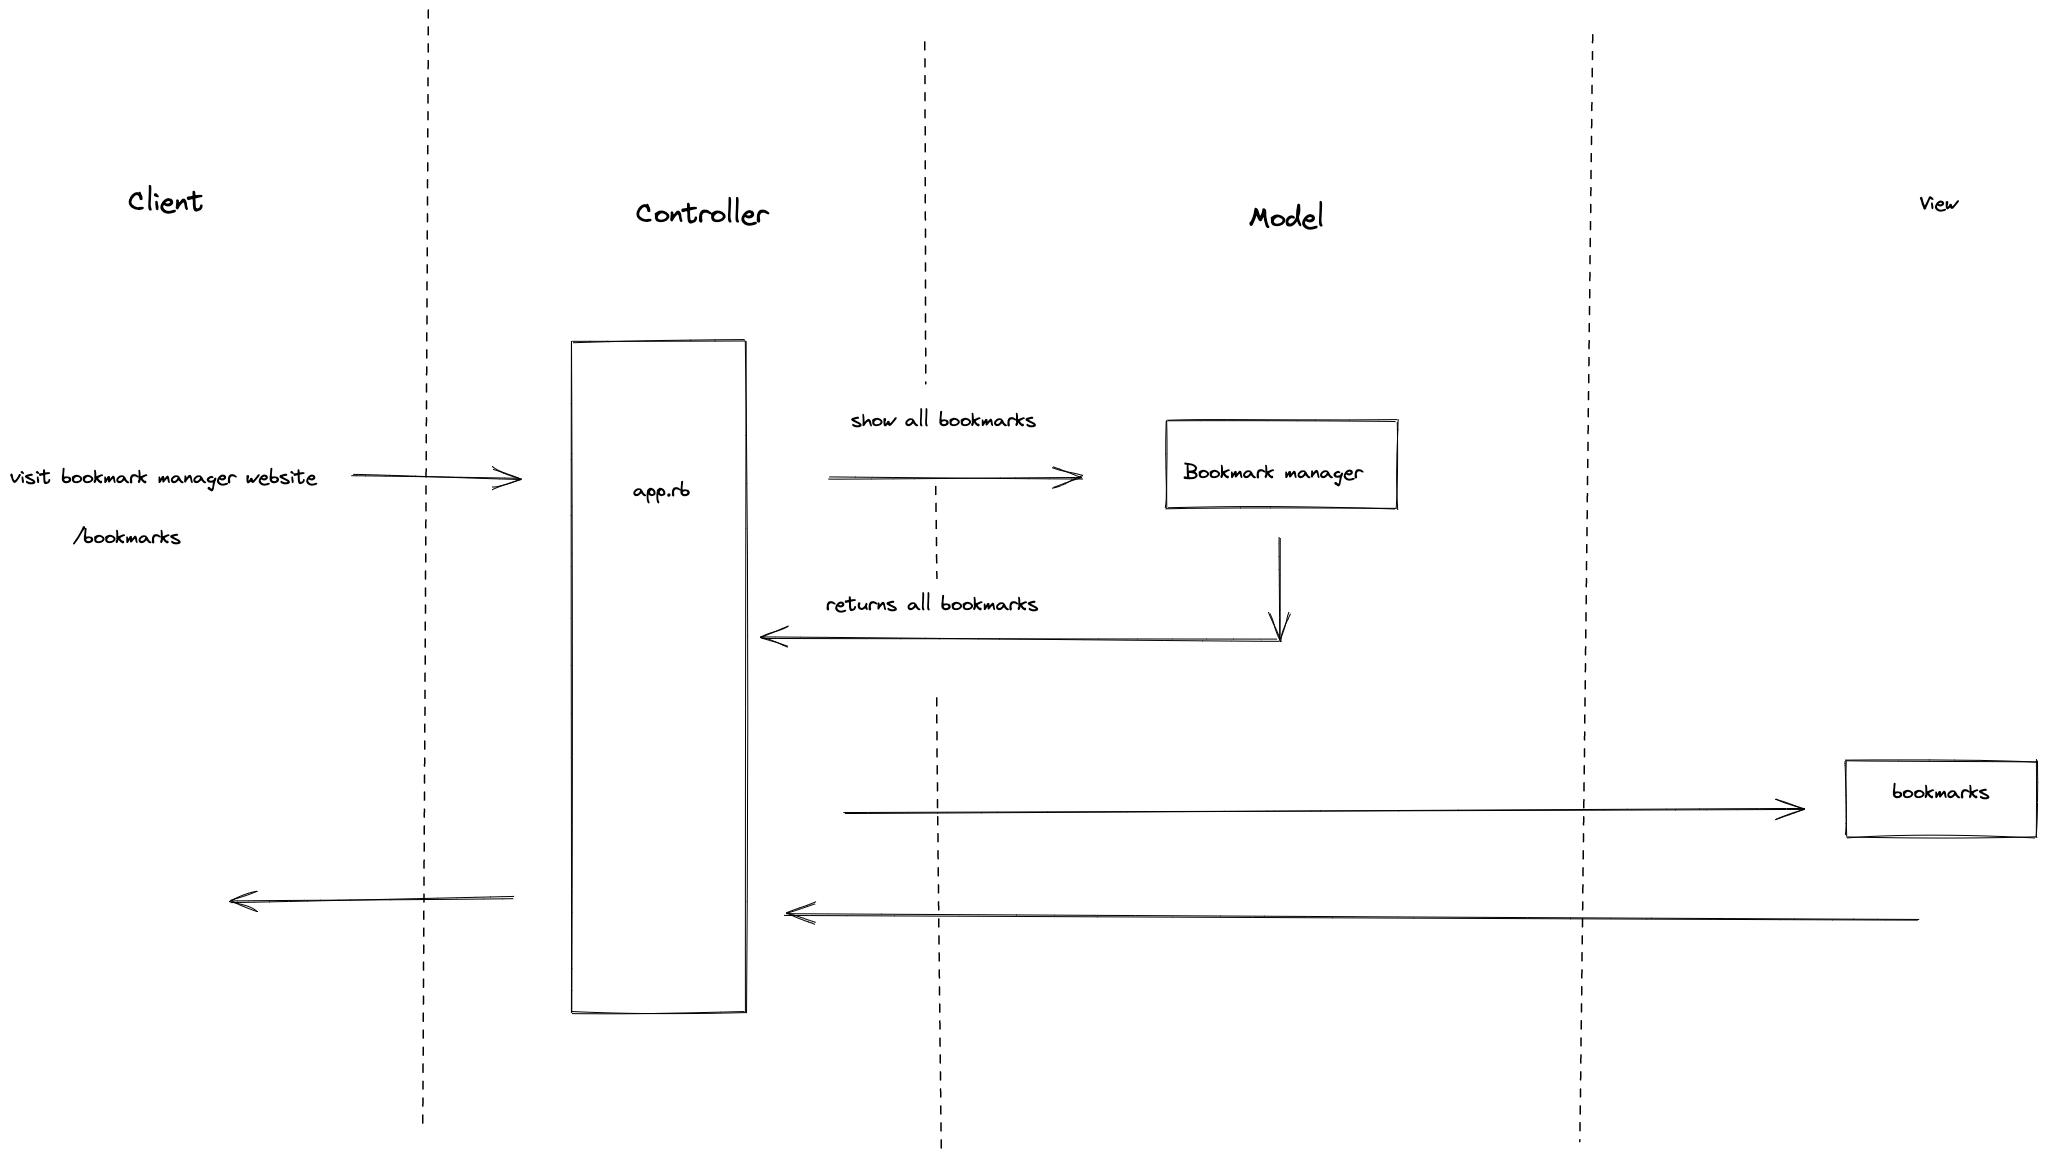 Client
Controller
Model
View
show all bookmarks
visit bookmark manager website
app.rb
Bookmark manager
/bookmarks
returns all bookmarks
bookmarks